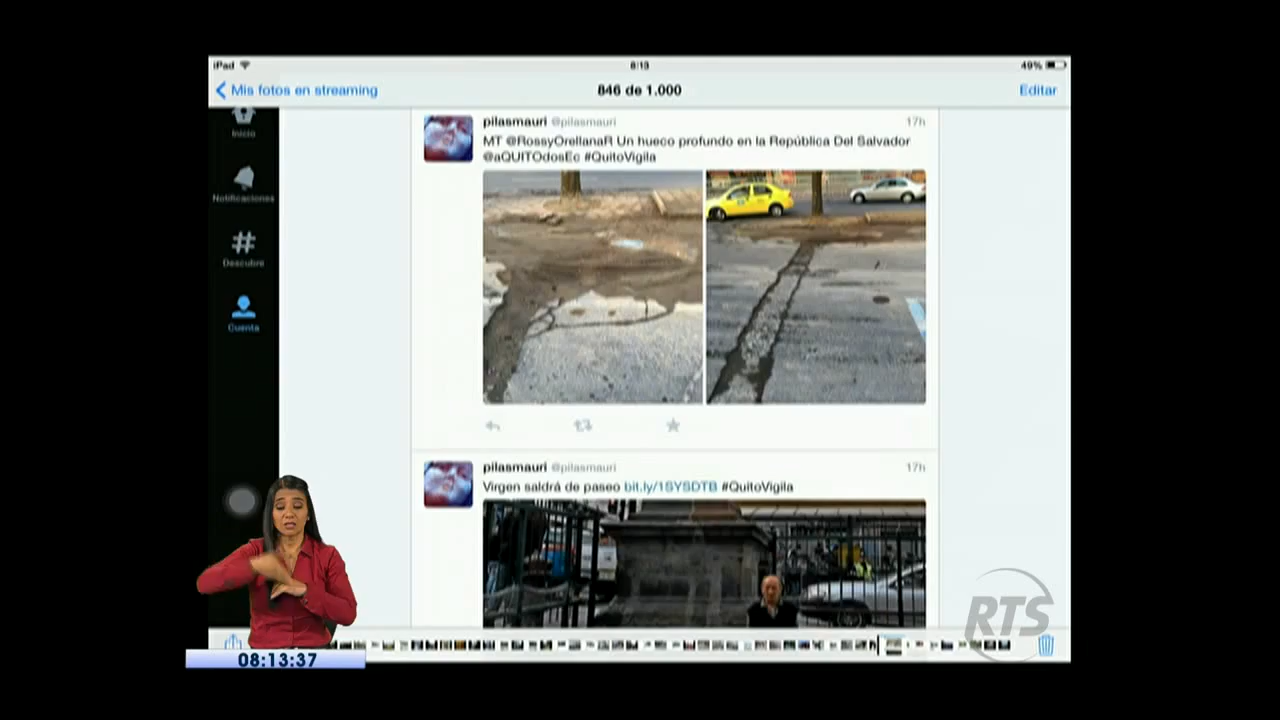 iPad
8:13
49%
Mis fotos en streaming
846 de 1.000
Editar
Inicio
Notificaciones
#
Descubre
Cuenta
pilasmauri @pilasmauri
17h
MT @RossyOrellanaR Un hueco profundo en la República Del Salvador
@aQUITOdosEc #QuitoVigila
pilasmauri @pilasmauri
17h
Virgen saldrá de paseo bit.ly/1SYSDTB #QuitoVigila
RTS
08:13:37